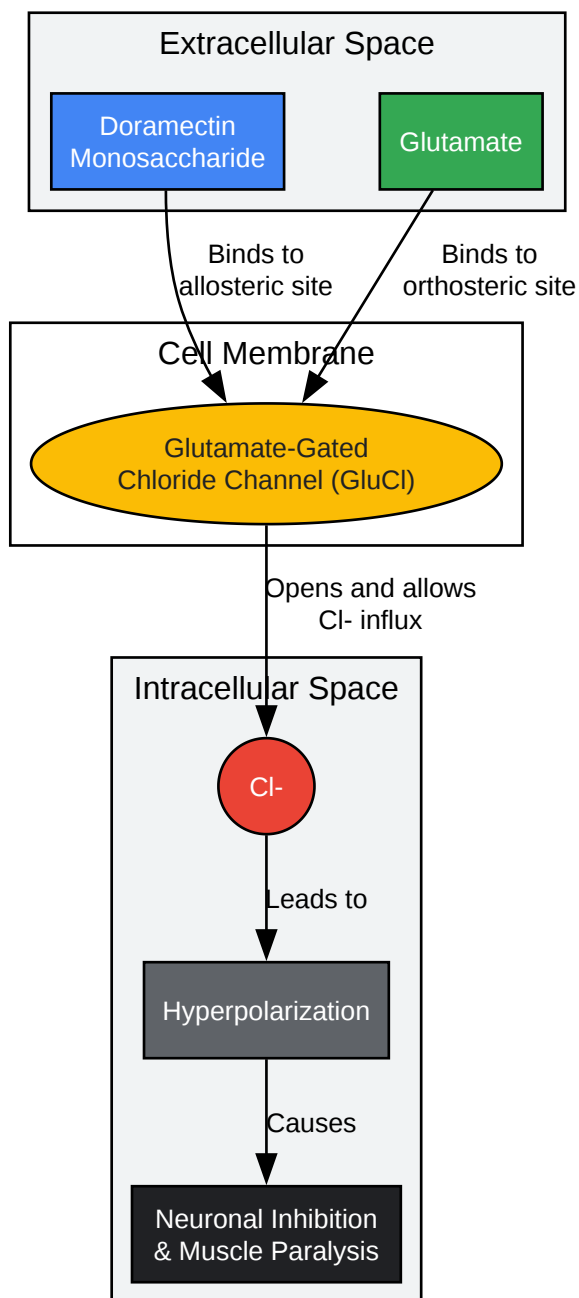 Extracellular Space
Doramectin
Monosaccharide
Glutamate
Binds to
allosteric site
Binds to
orthosteric site
Cell Membrane
Glutamate-Gated
Chloride Channel (GluCl)
Opens and allows
Cl- influx
Intracellular Space
Cl-
Leads to
Hyperpolarization
Causes
Neuronal Inhibition
& Muscle Paralysis